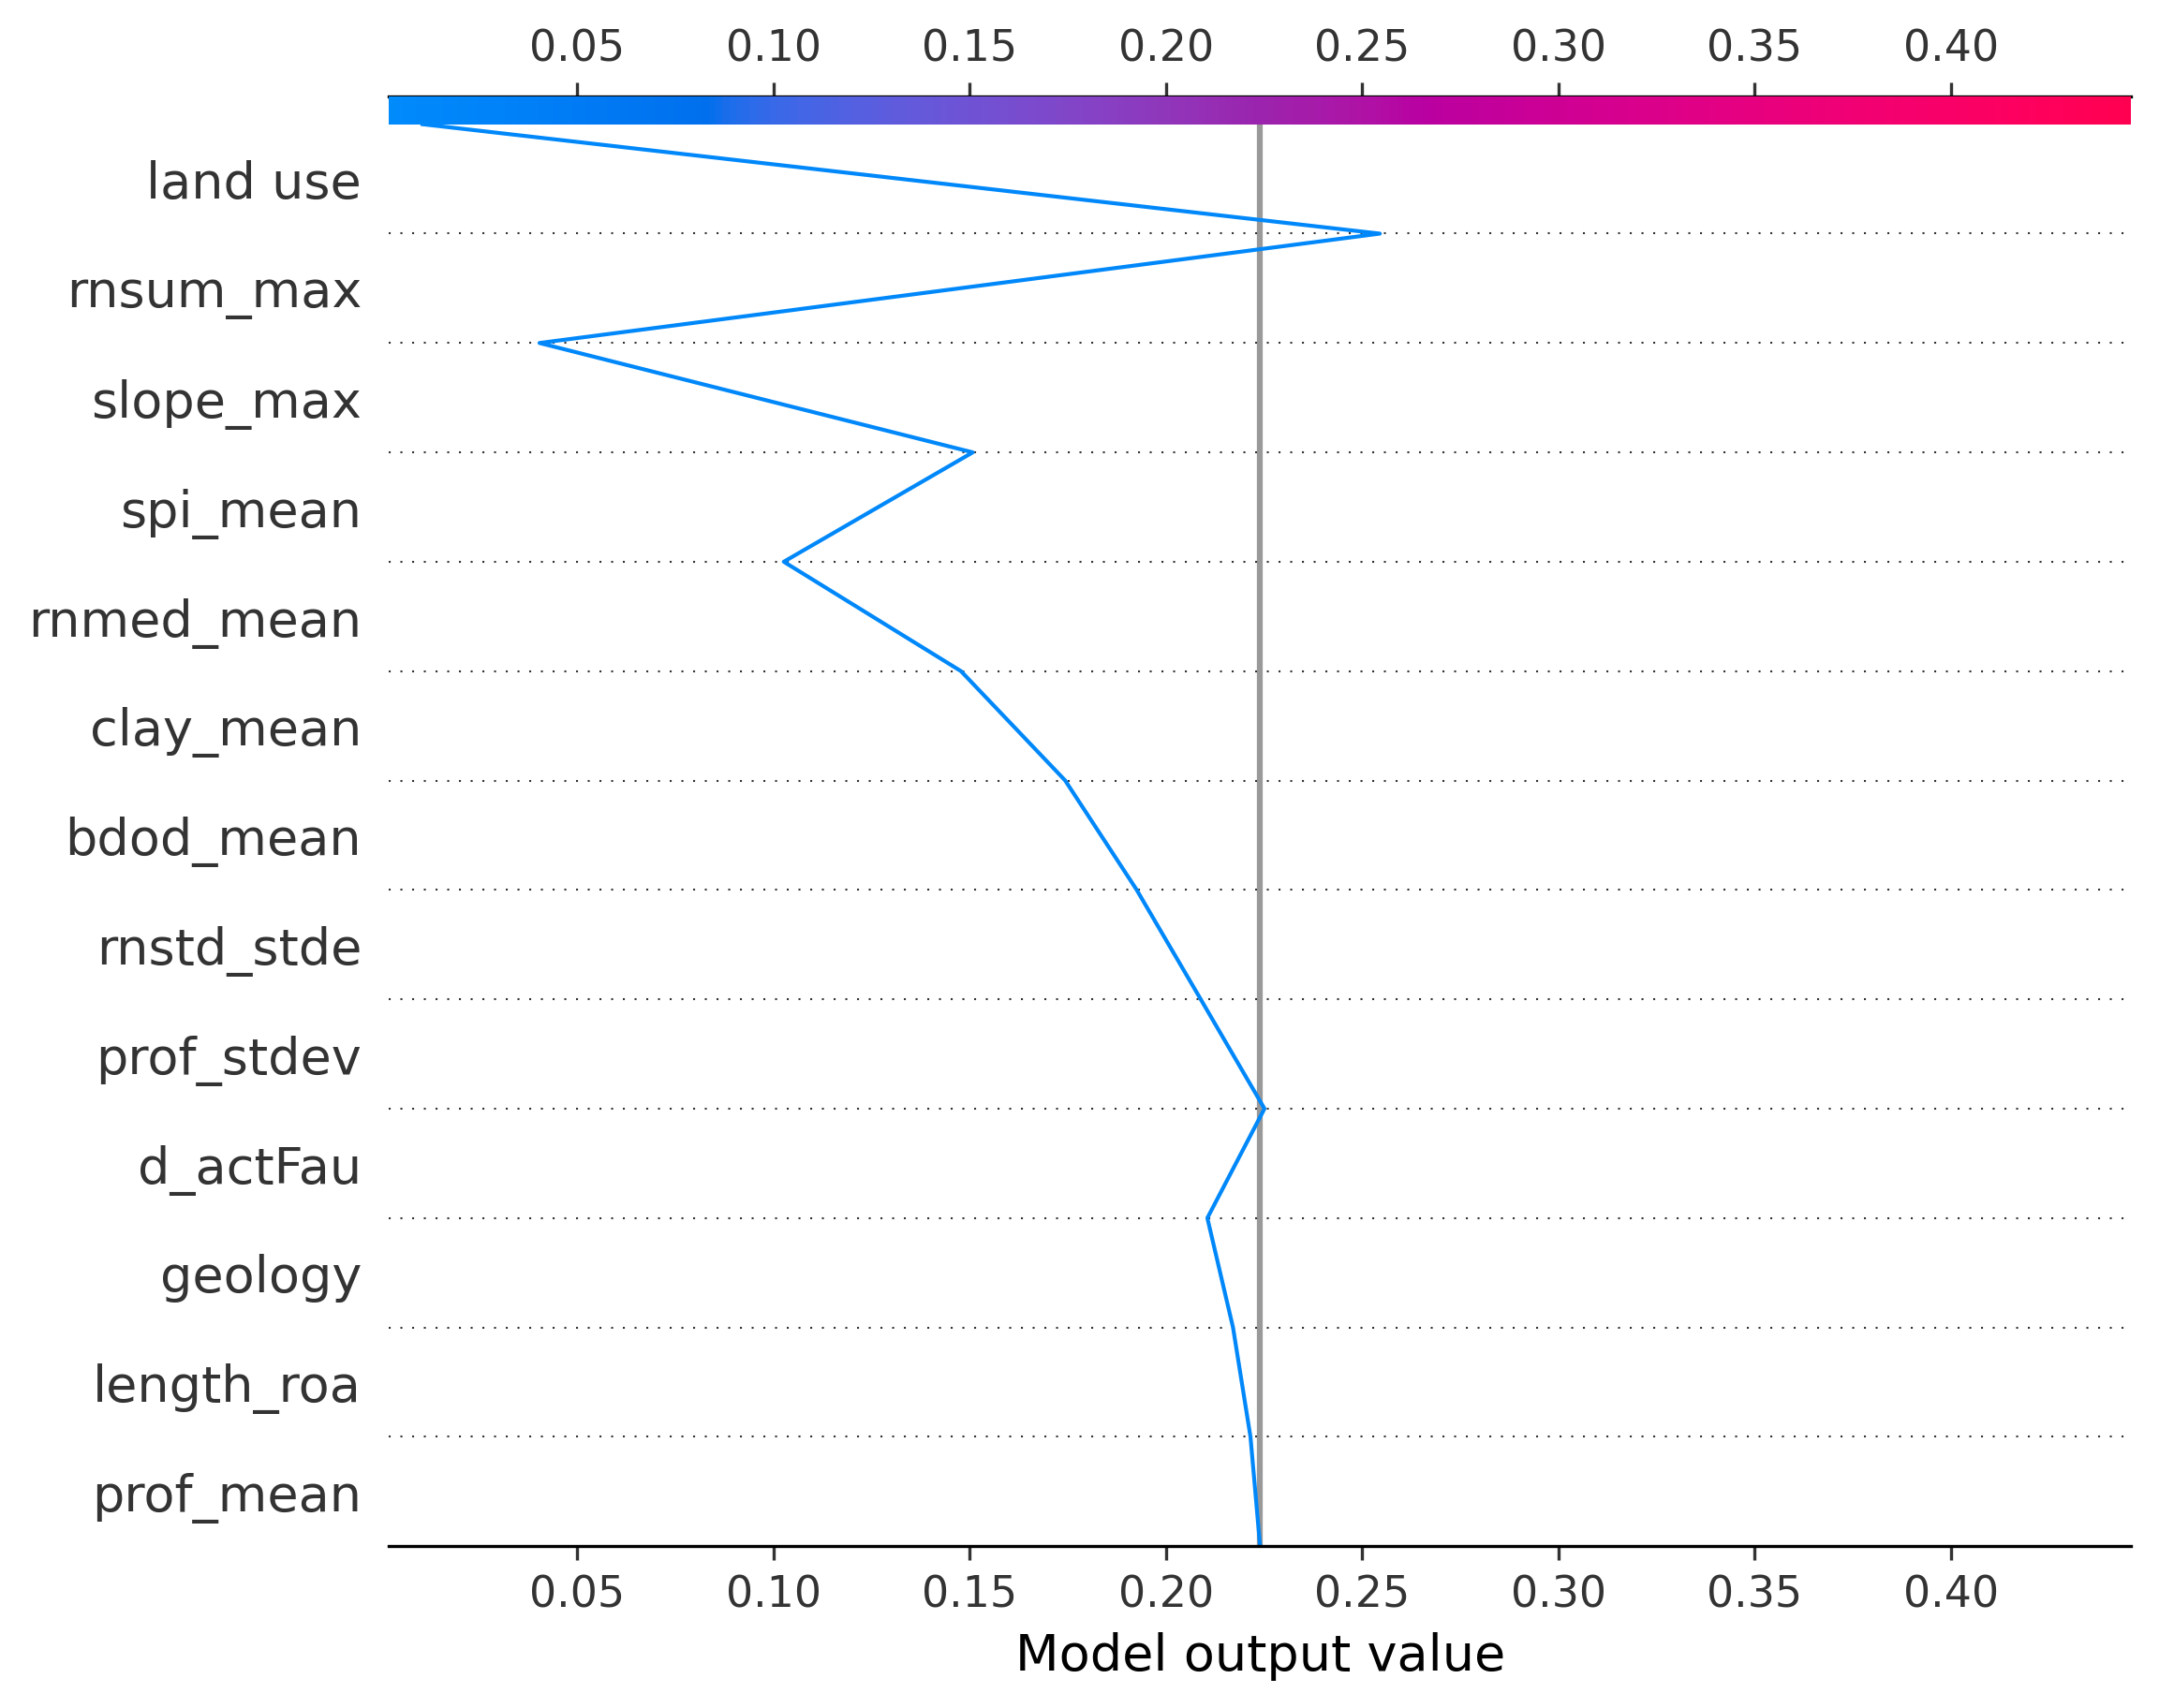 0.05 0.10 0.15 0.20 0.25 0.30 0.35 0.40
land use
rnsum_max
slope_max
spi_mean
rnmed_mean
clay_mean
bdod_mean
rnstd_stde
prof_stdev
d_actFau
geology
length_roa
prof_mean
0.05 0.10 0.15 0.20 0.25 0.30 0.35 0.40
Model output value